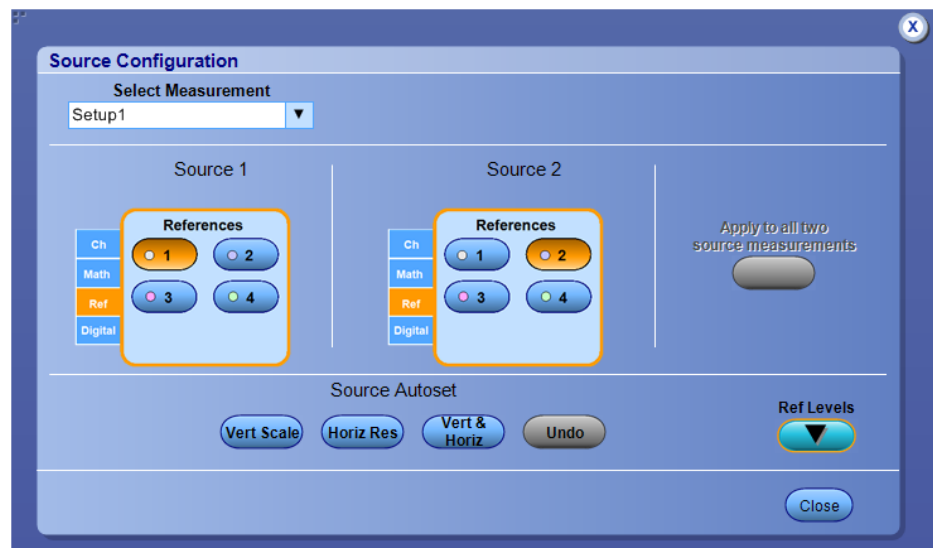 X
Source Configuration
Select Measurement
Setup1
Source 1
References
Ch
Math
Ref
Digital
1
2
3
4
Source 2
References
Ch
Math
Ref
Digital
1
2
3
4
Apply to all two
source measurements
Source Autoset
Vert Scale
Horiz Res
Vert &
Horiz
Undo
Ref Levels
Close